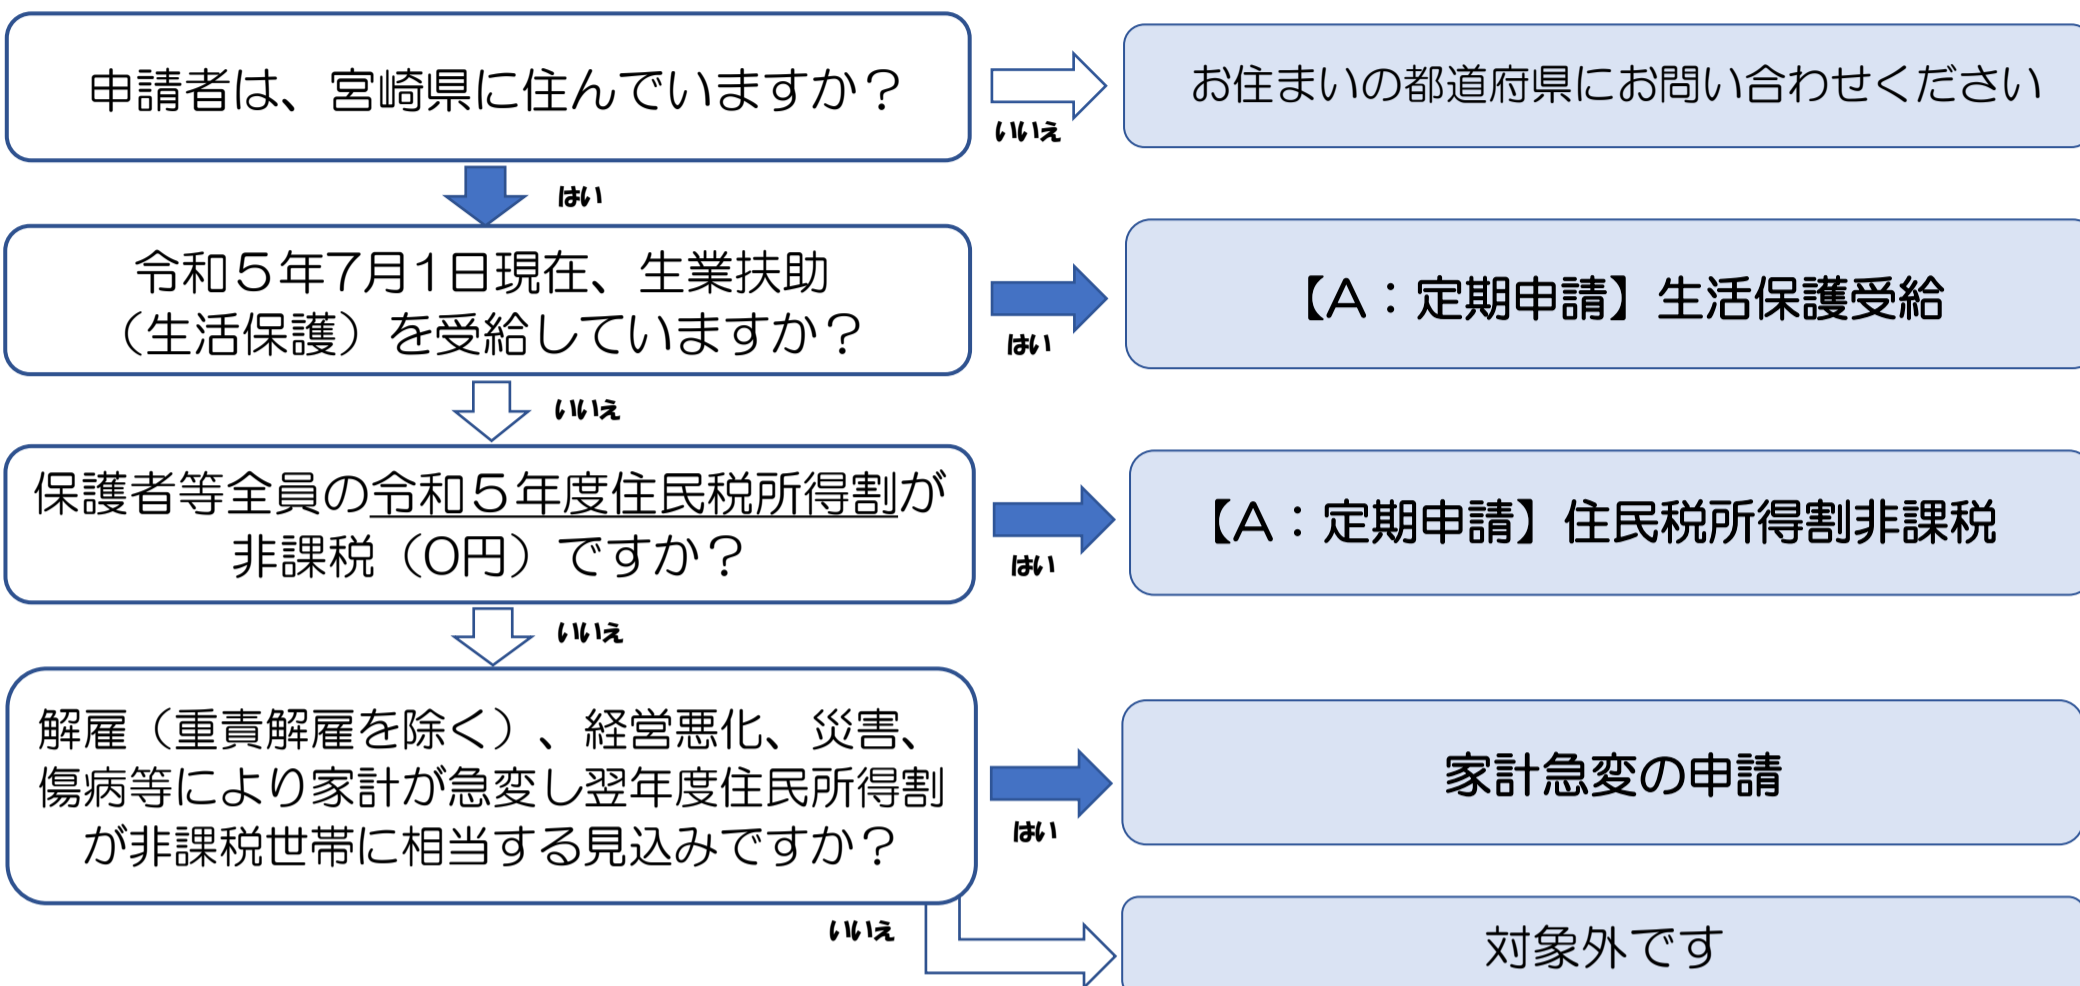 申請者は、宮崎県に住んでいますか？
いいえ
お住まいの都道府県にお問い合わせください
はい
令和５年7月1日現在、生業扶助
（生活保護）を受給していますか？
はい
【A：定期申請】生活保護受給
いいえ
保護者等全員の令和５年度住民税所得割が
非課税（0円）ですか？
はい
【A：定期申請】住民税所得割非課税
いいえ
解雇（重責解雇を除く）、経営悪化、災害、
傷病等により家計が急変し翌年度住民所得割
が非課税世帯に相当する見込みですか？
はい
家計急変の申請
いいえ
対象外です